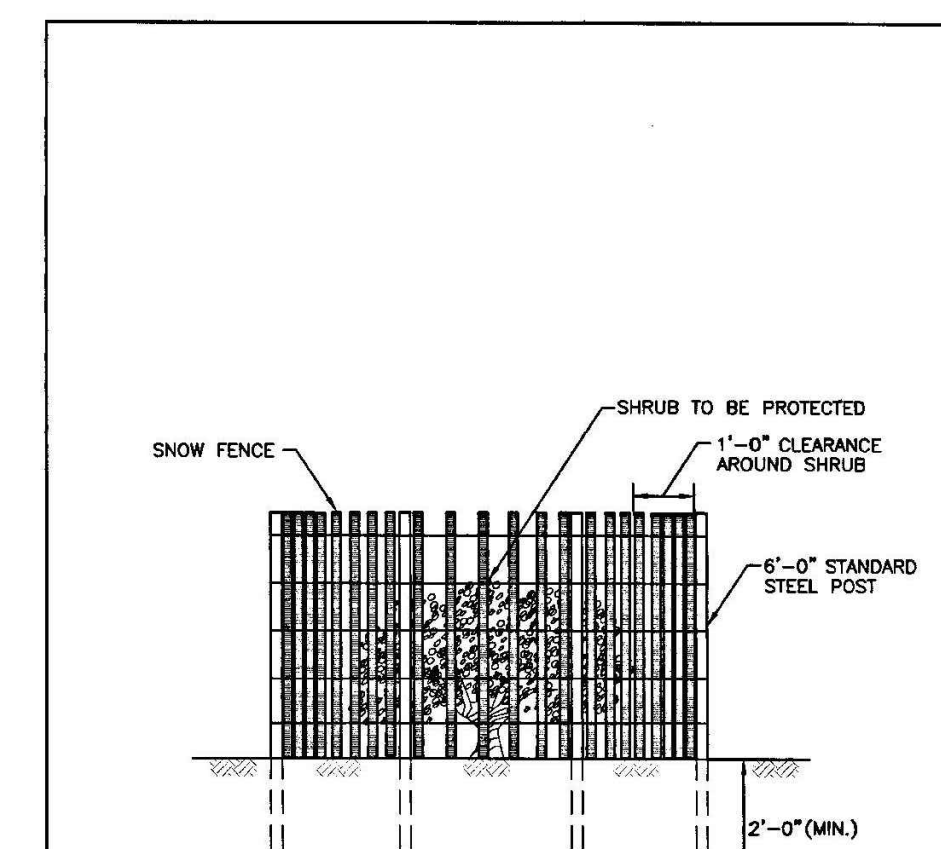 SHRUB TO BE PROTECTED
SNOW FENCE
1'-0" CLEARANCE
AROUND SHRUB
6'-0" STANDARD
STEEL POST
2'-0" (MIN.)